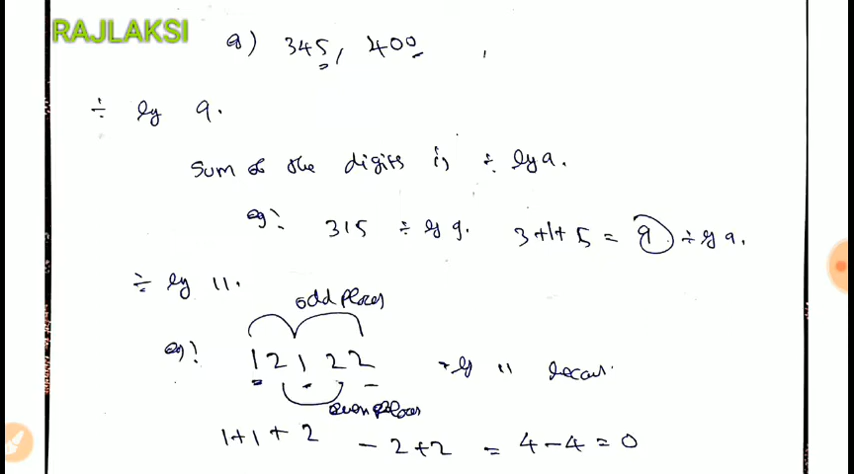 RAJLAKSI
eg) 345, 400
÷ by 9.
Sum of the digits is ÷ by 9.
eg: 315 ÷ by 9. 3+1+5 = 9 ÷ by 9.
÷ by 11.
odd places
eg: 12122 ÷ by 11 becau.
even places
1+1+2 - 2+2 = 4-4=0